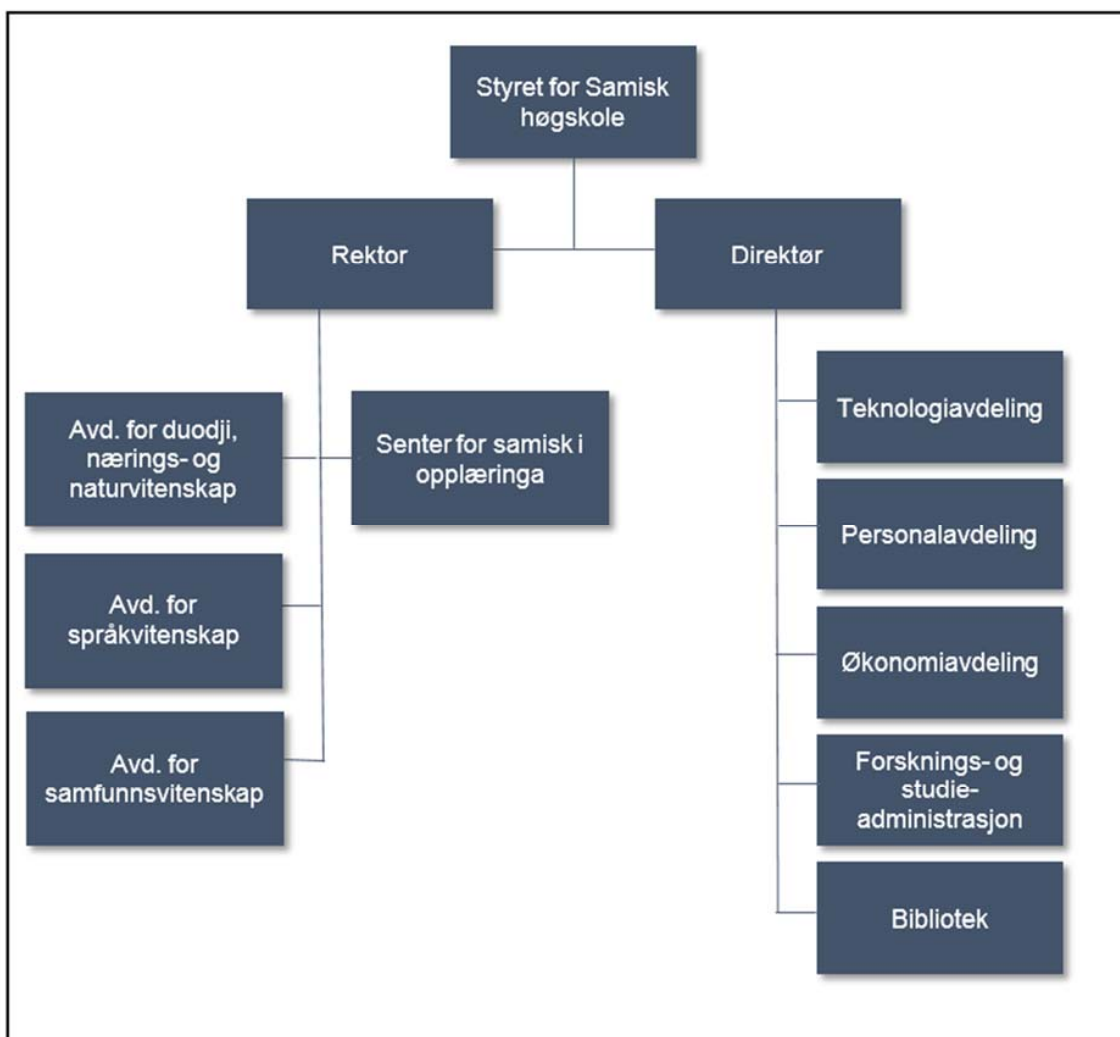 Styret for Samisk
høgskole
Rektor
Direktør
Avd. for duodji,
nærings- og
naturvitenskap
Senter for samisk i
opplæringa
Avd. for
språkvitenskap
Avd. for
samfunnsvitenskap
Teknologiavdeling
Personalavdeling
Økonomiavdeling
Forsknings- og
studie-
administrasjon
Bibliotek